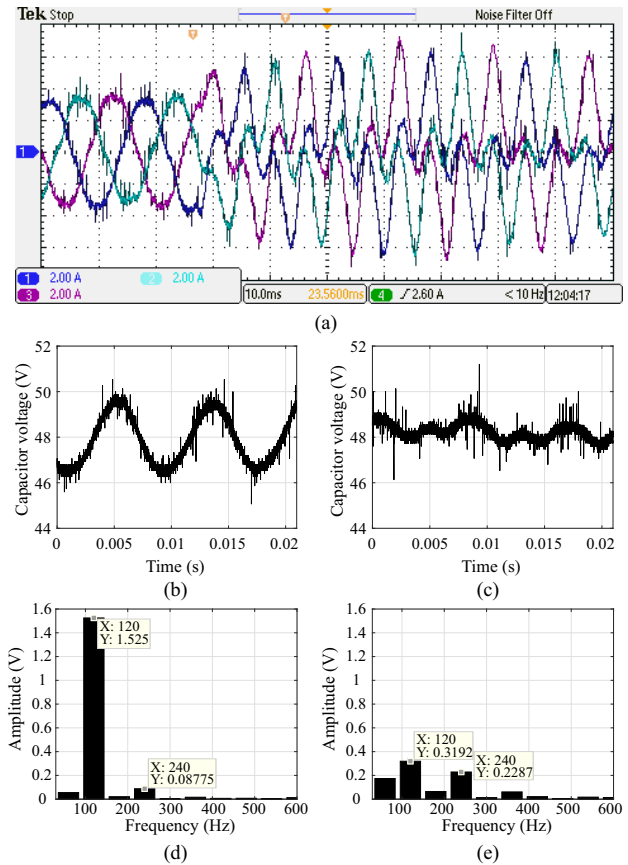 Tek Stop Noise Filter Off
T
T
1
1 2.00 A 2 2.00 A
3 2.00 A
10.0ms 23.5600ms
4 2.60 A < 10 Hz 12:04:17
(a)
52
50
48
46
44
Capacitor voltage (V)
0 0.005 0.01 0.015 0.02
Time (s)
(b)
52
50
48
46
44
Capacitor voltage (V)
0 0.005 0.01 0.015 0.02
Time (s)
(c)
1.6
1.4
1.2
1
0.8
0.6
0.4
0.2
0
Amplitude (V)
X: 120
Y: 1.525
X: 240
Y: 0.08775
100 200 300 400 500 600
Frequency (Hz)
(d)
1.6
1.4
1.2
1
0.8
0.6
0.4
0.2
0
Amplitude (V)
X: 120
Y: 0.3192
X: 240
Y: 0.2287
100 200 300 400 500 600
Frequency (Hz)
(e)